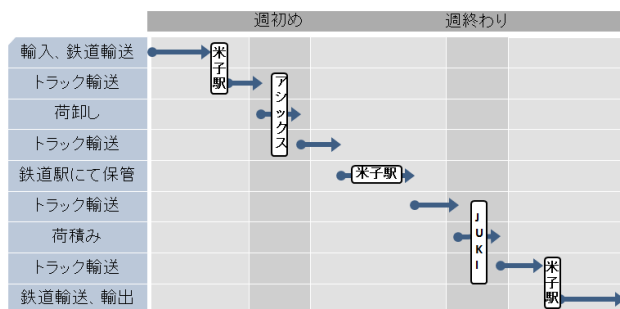 週初め 週終わり
輸入、鉄道輸送
米子駅
トラック輸送
アシックス
荷卸し
トラック輸送
鉄道駅にて保管
米子駅
トラック輸送
JUKI
荷積み
トラック輸送
米子駅
鉄道輸送、輸出